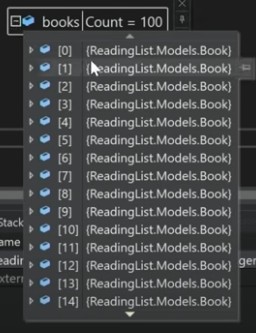 books Count = 100
[0] {ReadingList.Models.Book}
[1] {ReadingList.Models.Book}
[2] {ReadingList.Models.Book}
[3] {ReadingList.Models.Book}
[4] {ReadingList.Models.Book}
[5] {ReadingList.Models.Book}
[6] {ReadingList.Models.Book}
[7] {ReadingList.Models.Book}
[8] {ReadingList.Models.Book}
[9] {ReadingList.Models.Book}
[10] {ReadingList.Models.Book}
[11] {ReadingList.Models.Book}
[12] {ReadingList.Models.Book}
[13] {ReadingList.Models.Book}
[14] {ReadingList.Models.Book}
Stack
ame
eadin
ger
xtern